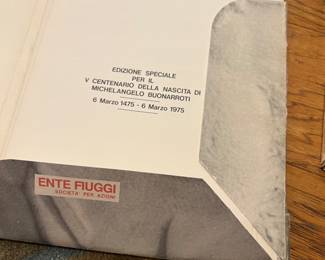 EDIZIONE SPECIALE
PER IL
V CENTENARIO DELLA NASCITA DI
MICHELANGELO BUONARROTI
6 Marzo 1475 - 6 Marzo 1975
ENTE FIUGGI
SOCIETA' PER AZIONI